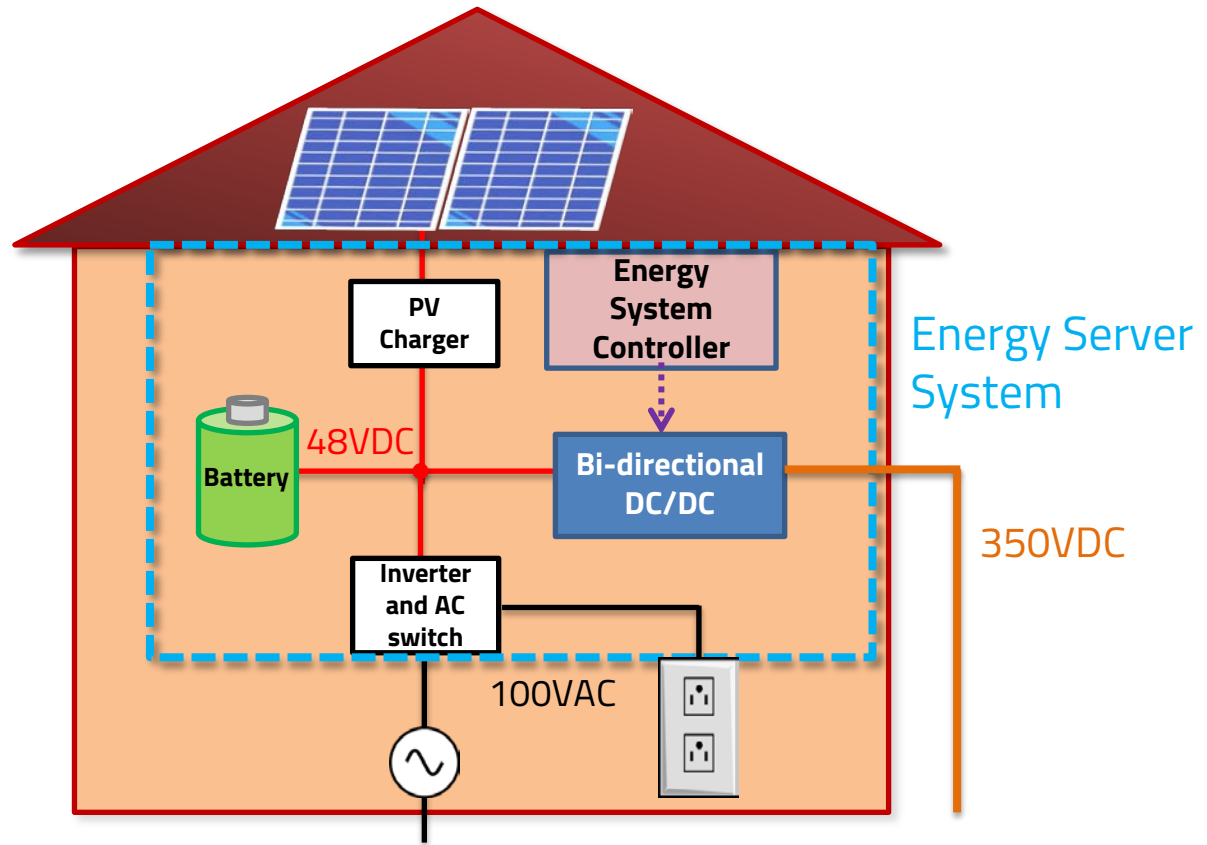 PV
Charger
Energy
System
Controller
Energy Server
System
48VDC
Battery
Bi-directional
DC/DC
350VDC
Inverter
and AC
switch
100VAC